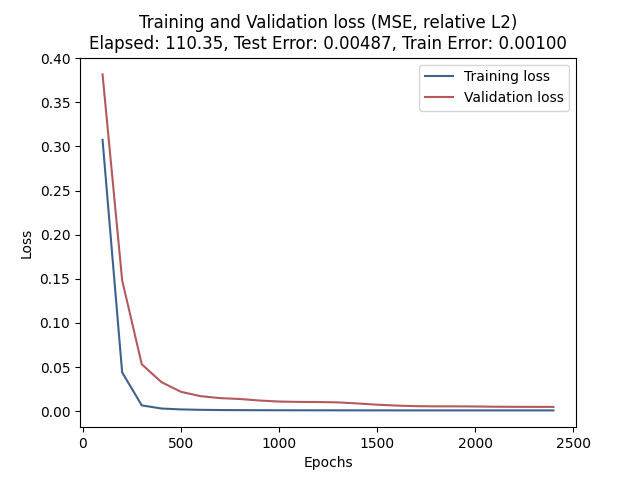 Training and Validation loss (MSE, relative L2)
Elapsed: 110.35, Test Error: 0.00487, Train Error: 0.00100
Training loss
Validation loss
0.40
0.35
0.30
0.25
0.20
0.15
0.10
0.05
0.00
Loss
0
500
1000
1500
2000
2500
Epochs